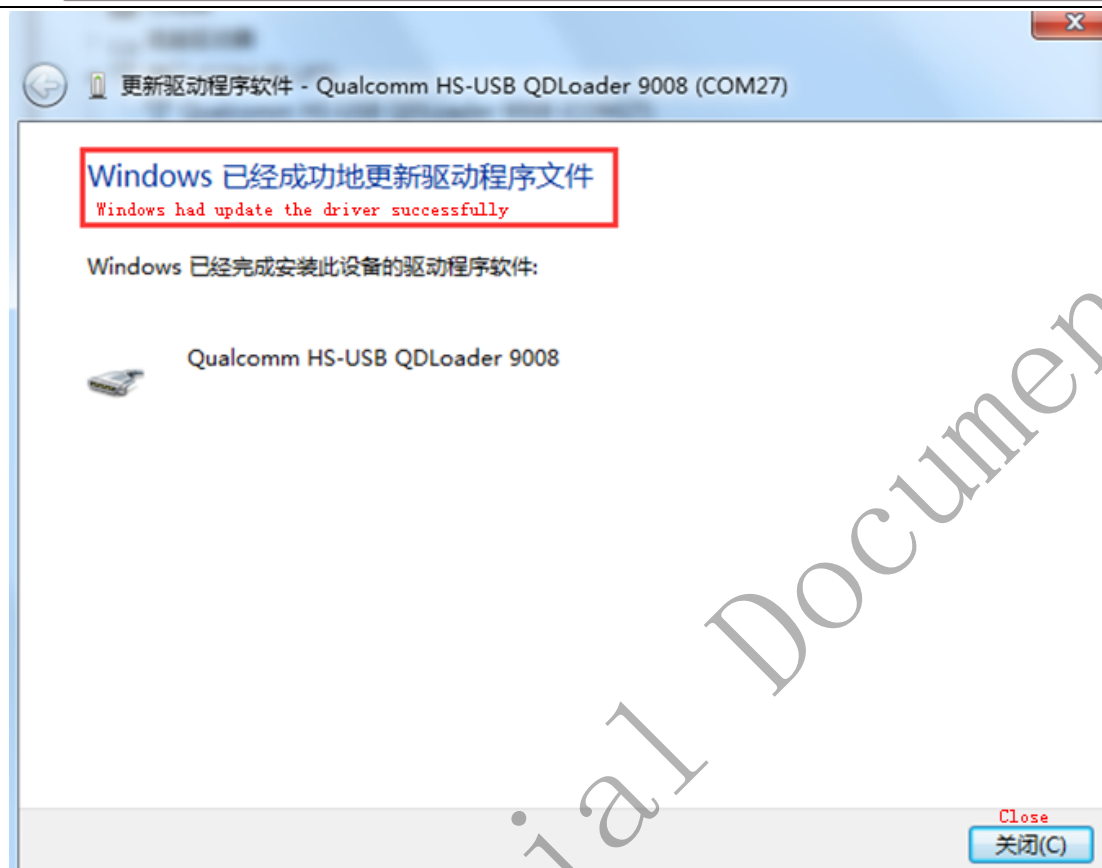 更新驱动程序软件 - Qualcomm HS-USB QDLoader 9008 (COM27)
Windows 已经成功地更新驱动程序文件
Windows had update the driver successfully
Windows 已经完成安装此设备的驱动程序软件:
Qualcomm HS-USB QDLoader 9008
Close
关闭(C)